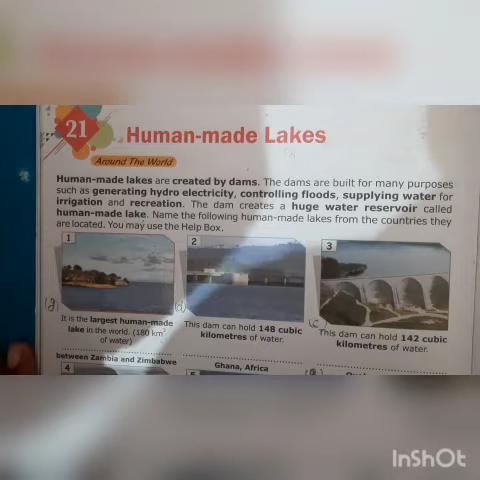 21
Human-made Lakes
Around The World
Human-made lakes are created by dams. The dams are built for many purposes
such as generating hydro electricity, controlling floods, supplying water for
irrigation and recreation. The dam creates a huge water reservoir called
human-made lake. Name the following human-made lakes from the countries they
are located. You may use the Help Box.
1
It is the largest human-made
lake in the world. (180 km³
of water)
between Zambia and Zimbabwe
2
This dam can hold 148 cubic
kilometres of water.
Ghana, Africa
3
This dam can hold 142 cubic
kilometres of water.
4
InShOt